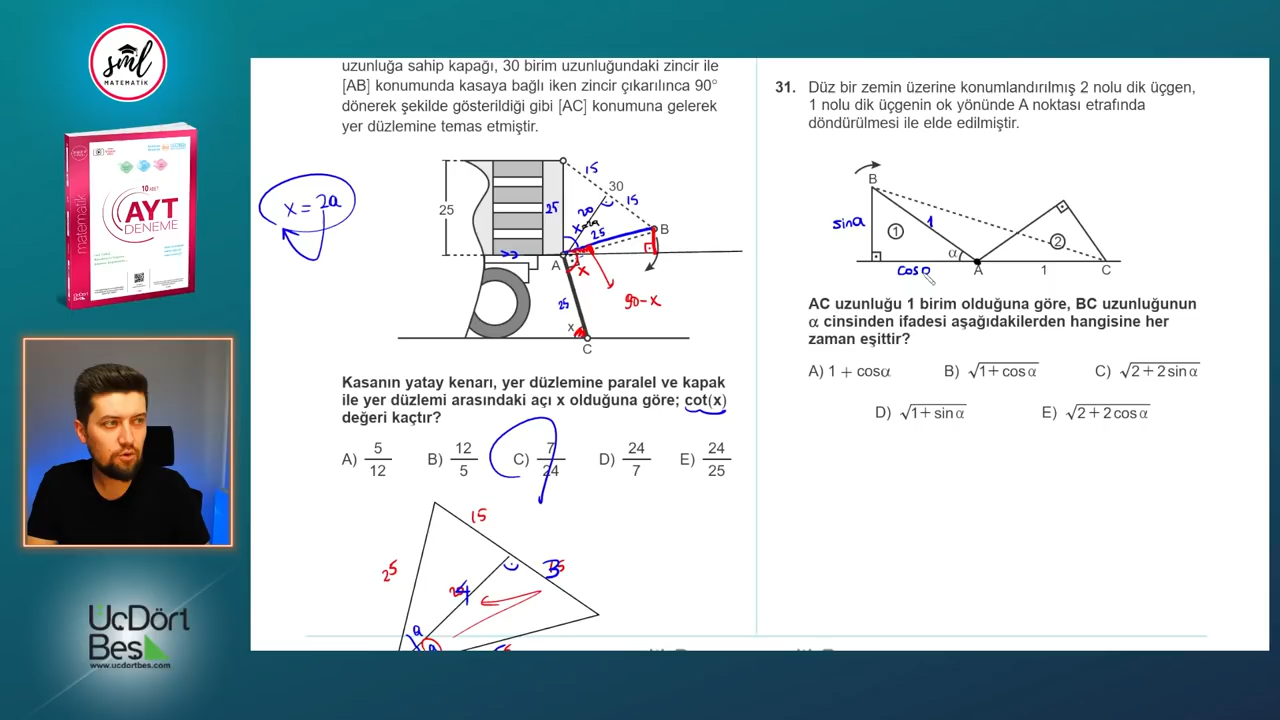 sml
MATEMATİK
10 ADET
AYT
DENEME
matematik
ÜçDört
Beş
www.ucdortbes.com
x = 2a
uzunluğa sahip kapağı, 30 birim uzunluğundaki zincir ile
[AB] konumunda kasaya bağlı iken zincir çıkarılınca 90°
dönerek şekilde gösterildiği gibi [AC] konumuna gelerek
yer düzlemine temas etmiştir.
25
25
15
30
15
20
25
B
A
x
25
90-x
x
C
Kasanın yatay kenarı, yer düzlemine paralel ve kapak
ile yer düzlemi arasındaki açı x olduğuna göre; cot(x)
değeri kaçtır?
A) 5/12 B) 12/5 C) 7/24 D) 24/7 E) 24/25
15
25
a
31. Düz bir zemin üzerine konumlandırılmış 2 nolu dik üçgen,
1 nolu dik üçgenin ok yönünde A noktası etrafında
döndürülmesi ile elde edilmiştir.
B
sina
1
1
2
α
cos
A
1
C
AC uzunluğu 1 birim olduğuna göre, BC uzunluğunun
α cinsinden ifadesi aşağıdakilerden hangisine her
zaman eşittir?
A) 1 + cosα B) √(1+ cosα) C) √(2+2sinα)
D) √(1+ sinα) E) √(2+2cosα)